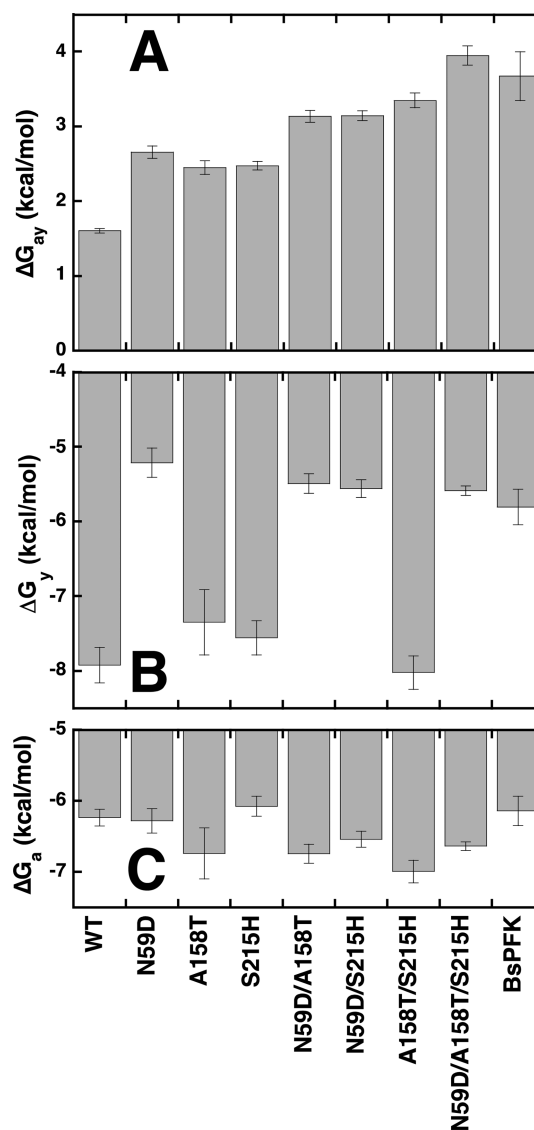 A
ΔGay (kcal/mol)
4
3
2
1
0
B
ΔGy (kcal/mol)
-4
-5
-6
-7
-8
C
ΔGa (kcal/mol)
-5
-6
-7
WT
N59D
A158T
S215H
N59D/A158T
N59D/S215H
A158T/S215H
N59D/A158T/S215H
BsPFK